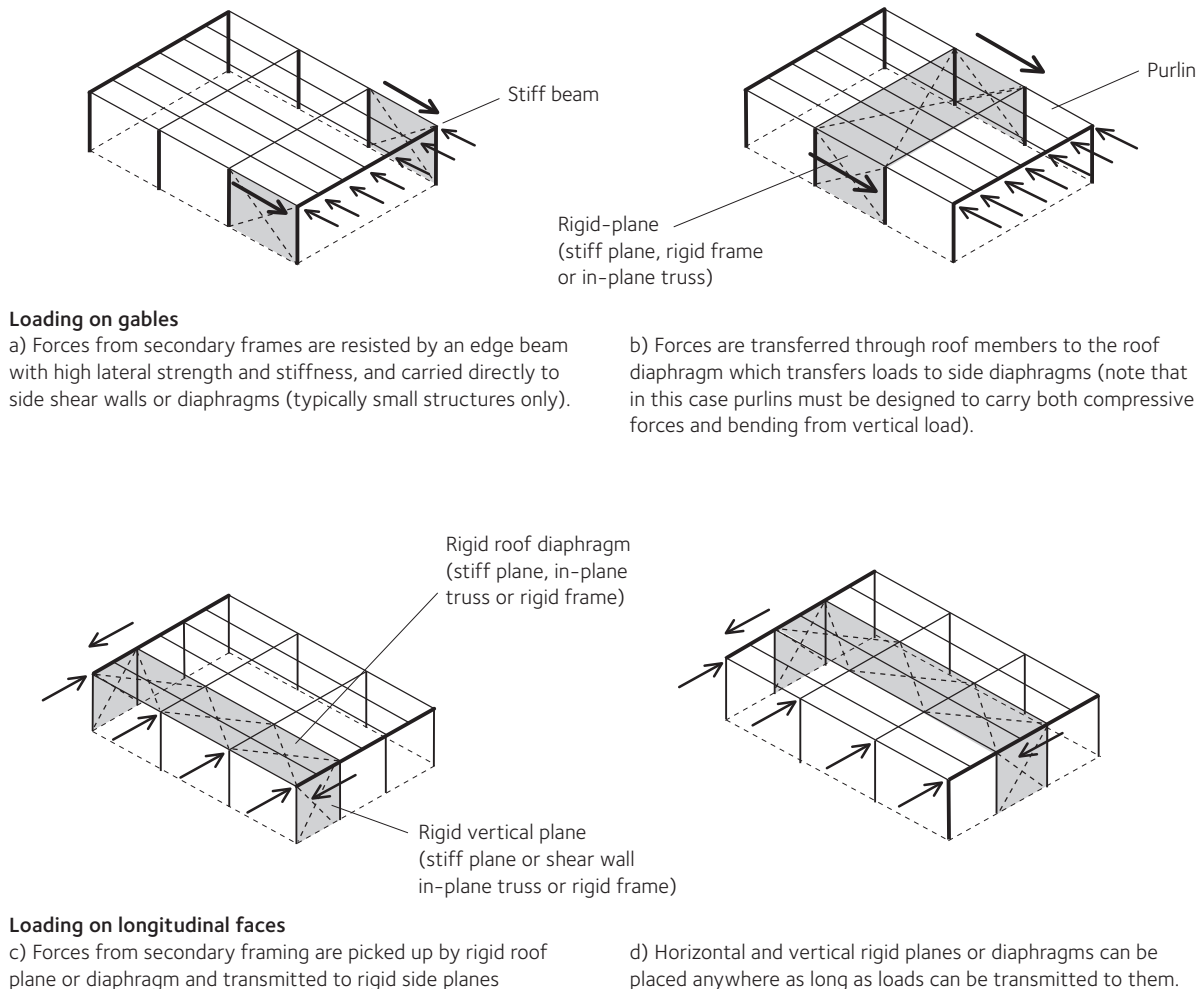 Stiff beam
Purlin
Rigid-plane
(stiff plane, rigid frame
or in-plane truss)
Loading on gables
a) Forces from secondary frames are resisted by an edge beam
with high lateral strength and stiffness, and carried directly to
side shear walls or diaphragms (typically small structures only).
b) Forces are transferred through roof members to the roof
diaphragm which transfers loads to side diaphragms (note that
in this case purlins must be designed to carry both compressive
forces and bending from vertical load).
Rigid roof diaphragm
(stiff plane, in-plane
truss or rigid frame)
Rigid vertical plane
(stiff plane or shear wall
in-plane truss or rigid frame)
Loading on longitudinal faces
c) Forces from secondary framing are picked up by rigid roof
plane or diaphragm and transmitted to rigid side planes
d) Horizontal and vertical rigid planes or diaphragms can be
placed anywhere as long as loads can be transmitted to them.